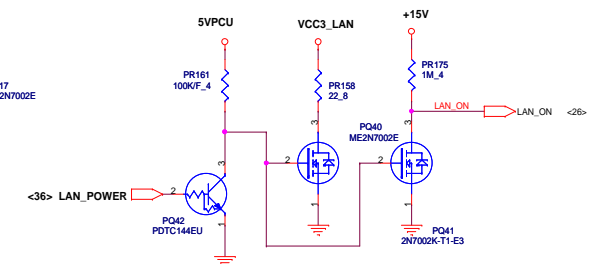 +15V
5VPCU
VCC3_LAN
PR161
100K/F_4
PR158
22_8
PR175
1M_4
17
2N7002E
LAN_ON
LAN_ON <26>
3
3
PQ40
ME2N7002E
2
2
3
<36> LAN_POWER
2
PQ42
PDTC144EU
1
1
1
PQ41
2N7002K-T1-E3